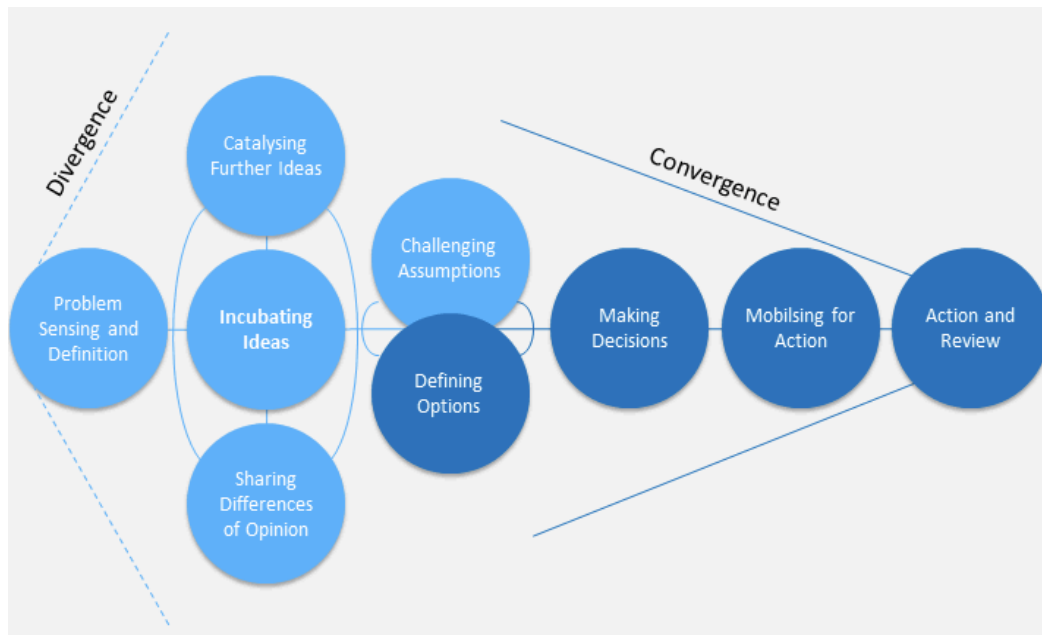 Divergence
Problem
Sensing and
Definition
Catalysing
Further Ideas
Incubating
Ideas
Sharing
Differences
of Opinion
Challenging
Assumptions
Defining
Options
Convergence
Making
Decisions
Mobilsing for
Action
Action and
Review